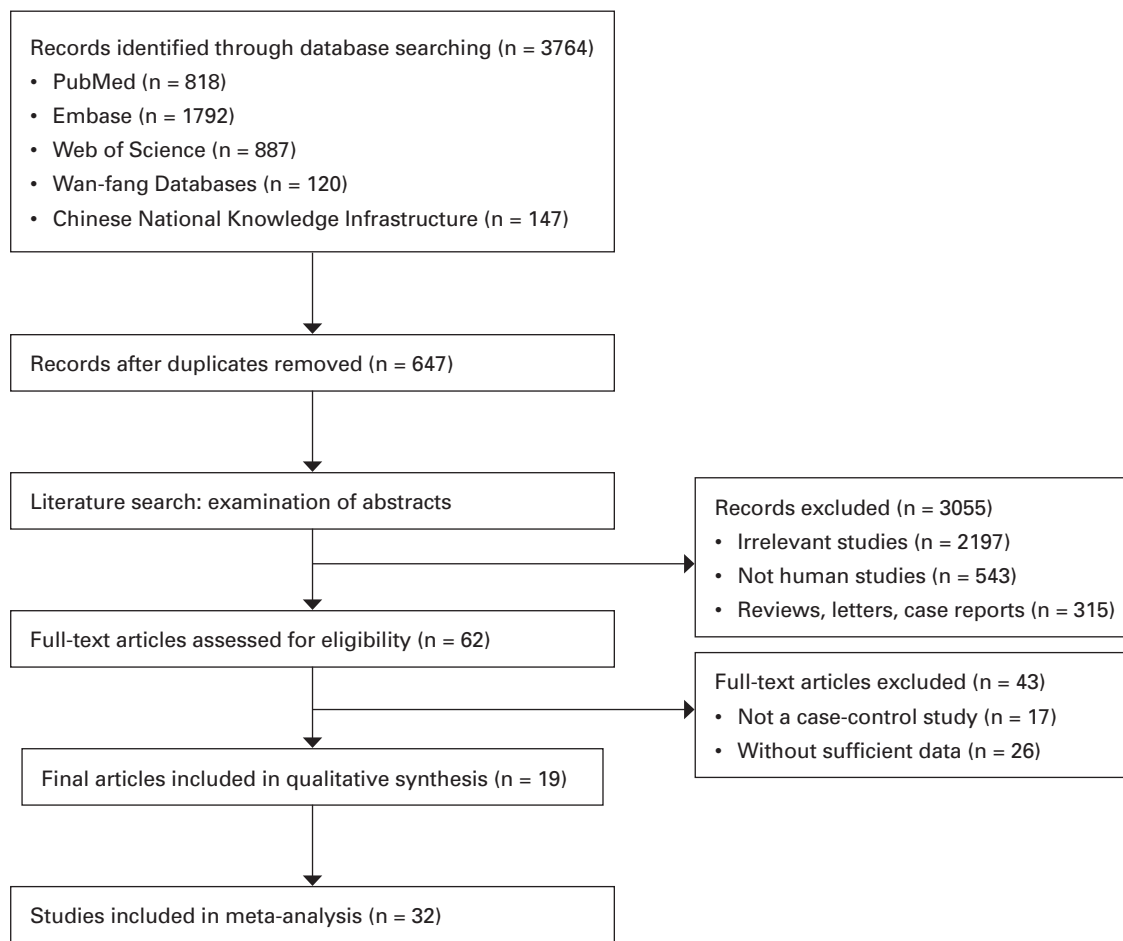 Records identified through database searching (n = 3764)
• PubMed (n = 818)
• Embase (n = 1792)
• Web of Science (n = 887)
• Wan-fang Databases (n = 120)
• Chinese National Knowledge Infrastructure (n = 147)
Records after duplicates removed (n = 647)
Literature search: examination of abstracts
Records excluded (n = 3055)
• Irrelevant studies (n = 2197)
• Not human studies (n = 543)
• Reviews, letters, case reports (n = 315)
Full-text articles assessed for eligibility (n = 62)
Full-text articles excluded (n = 43)
• Not a case-control study (n = 17)
• Without sufficient data (n = 26)
Final articles included in qualitative synthesis (n = 19)
Studies included in meta-analysis (n = 32)